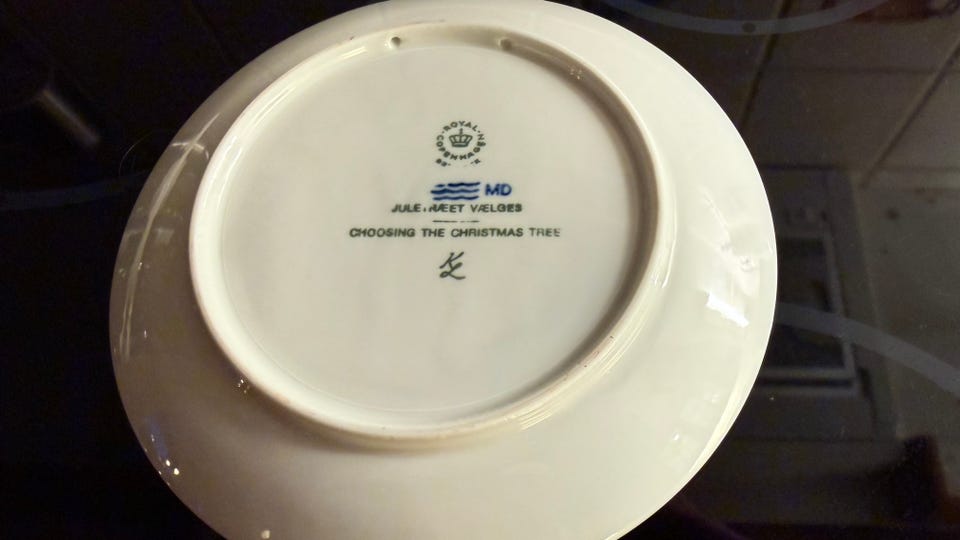 ROYAL
COPENHAGEN
MD
VÆLGES
CHOOSING THE CHRISTMAS TREE